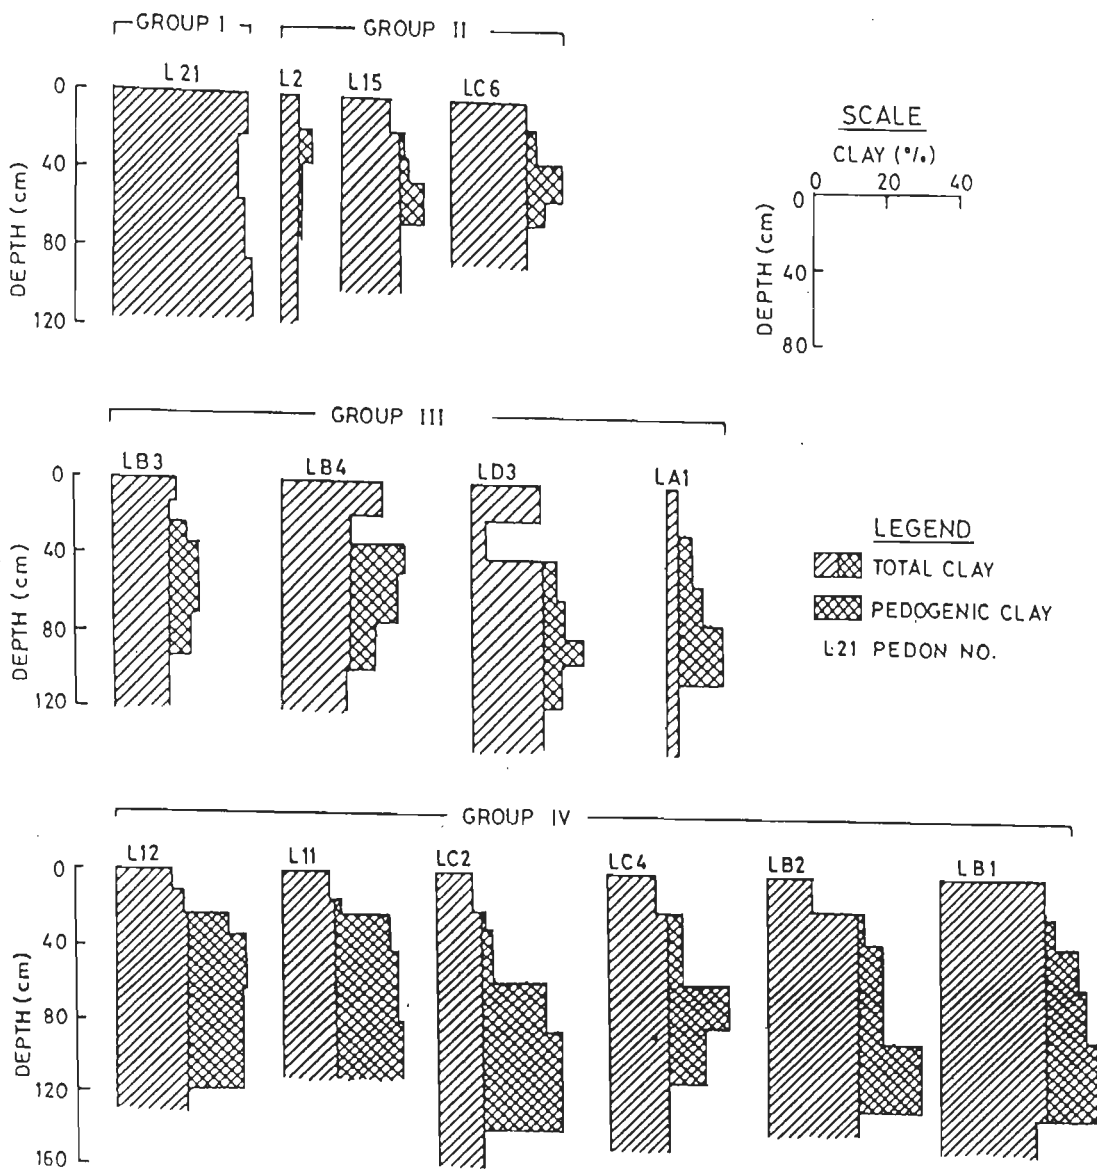 GROUP I GROUP II
L21 L2 L15 LC6
DEPTH (cm)
0
40
80
120
SCALE
CLAY (%)
0 20 40
DEPTH (cm)
0
40
80
GROUP III
LB3 LB4 LD3 LA1
DEPTH (cm)
0
40
80
120
LEGEND
TOTAL CLAY
PEDOGENIC CLAY
L21 PEDON NO.
GROUP IV
L12 L11 LC2 LC4 LB2 LB1
DEPTH (cm)
0
40
80
120
160